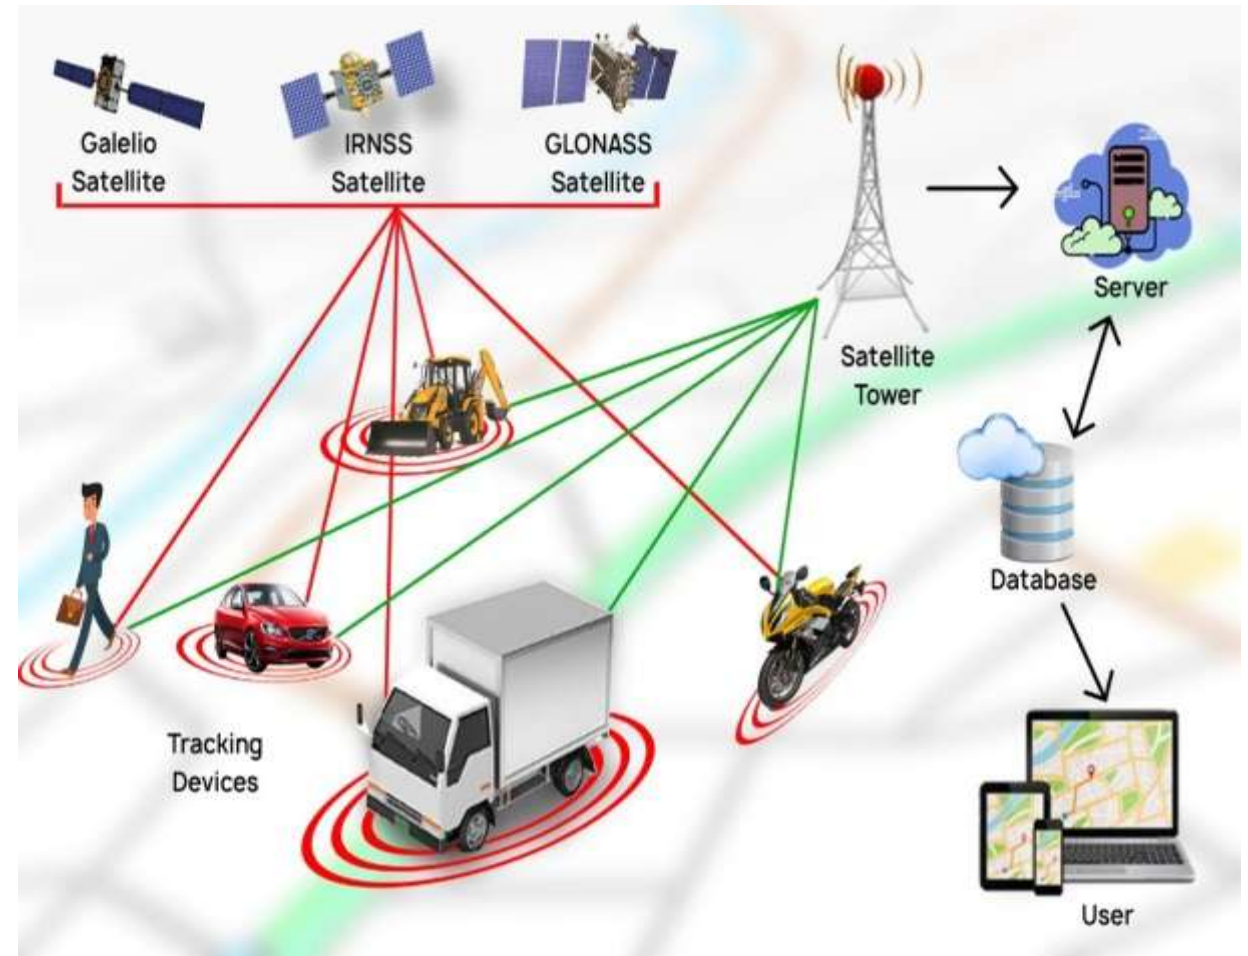 Galelio
Satellite
IRNSS
Satellite
GLONASS
Satellite
Server
Satellite
Tower
Database
Tracking
Devices
User